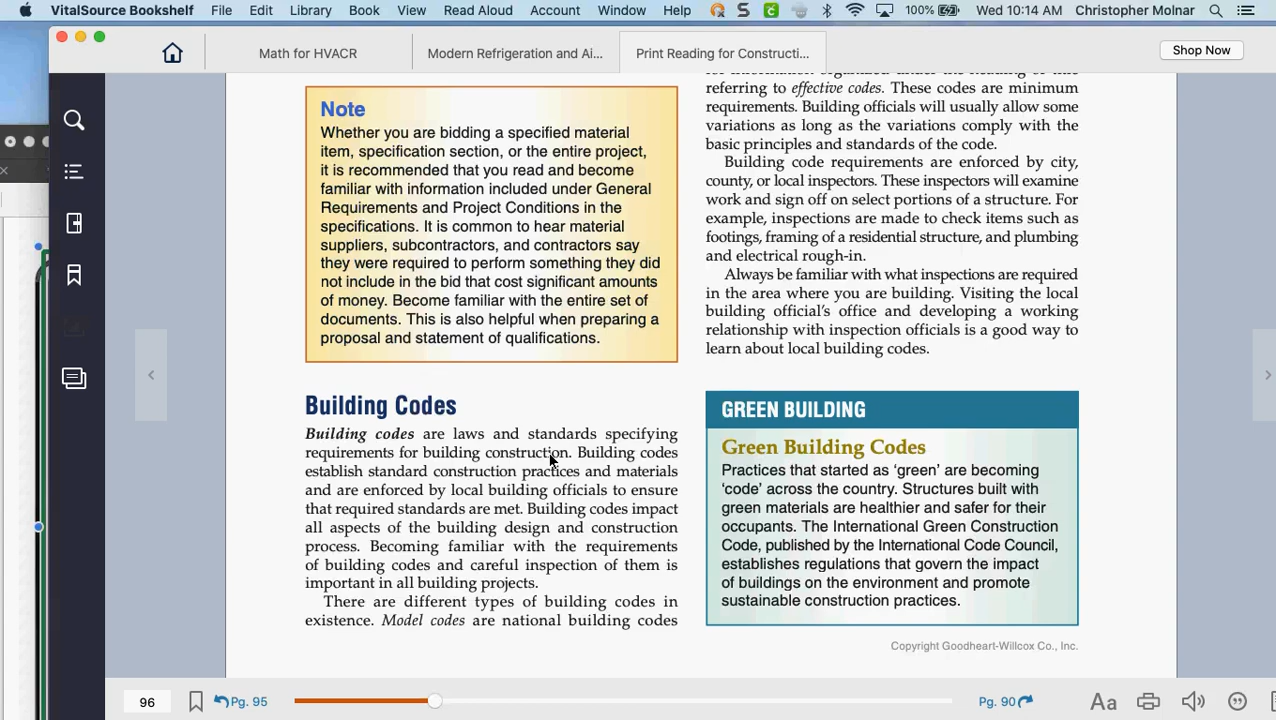 VitalSource Bookshelf File Edit Library Book View Read Aloud Account Window Help 100% Wed 10:14 AM Christopher Molnar
Math for HVACR Modern Refrigeration and Ai... Print Reading for Constructi... Shop Now
Note
Whether you are bidding a specified material
item, specification section, or the entire project,
it is recommended that you read and become
familiar with information included under General
Requirements and Project Conditions in the
specifications. It is common to hear material
suppliers, subcontractors, and contractors say
they were required to perform something they did
not include in the bid that cost significant amounts
of money. Become familiar with the entire set of
documents. This is also helpful when preparing a
proposal and statement of qualifications.
Building Codes
Building codes are laws and standards specifying
requirements for building construction. Building codes
establish standard construction practices and materials
and are enforced by local building officials to ensure
that required standards are met. Building codes impact
all aspects of the building design and construction
process. Becoming familiar with the requirements
of building codes and careful inspection of them is
important in all building projects.
There are different types of building codes in
existence. Model codes are national building codes
referring to effective codes. These codes are minimum
requirements. Building officials will usually allow some
variations as long as the variations comply with the
basic principles and standards of the code.
Building code requirements are enforced by city,
county, or local inspectors. These inspectors will examine
work and sign off on select portions of a structure. For
example, inspections are made to check items such as
footings, framing of a residential structure, and plumbing
and electrical rough-in.
Always be familiar with what inspections are required
in the area where you are building. Visiting the local
building official's office and developing a working
relationship with inspection officials is a good way to
learn about local building codes.
GREEN BUILDING
Green Building Codes
Practices that started as 'green' are becoming
'code' across the country. Structures built with
green materials are healthier and safer for their
occupants. The International Green Construction
Code, published by the International Code Council,
establishes regulations that govern the impact
of buildings on the environment and promote
sustainable construction practices.
Copyright Goodheart-Willcox Co., Inc.
96 Pg. 95 Pg. 90 Aa